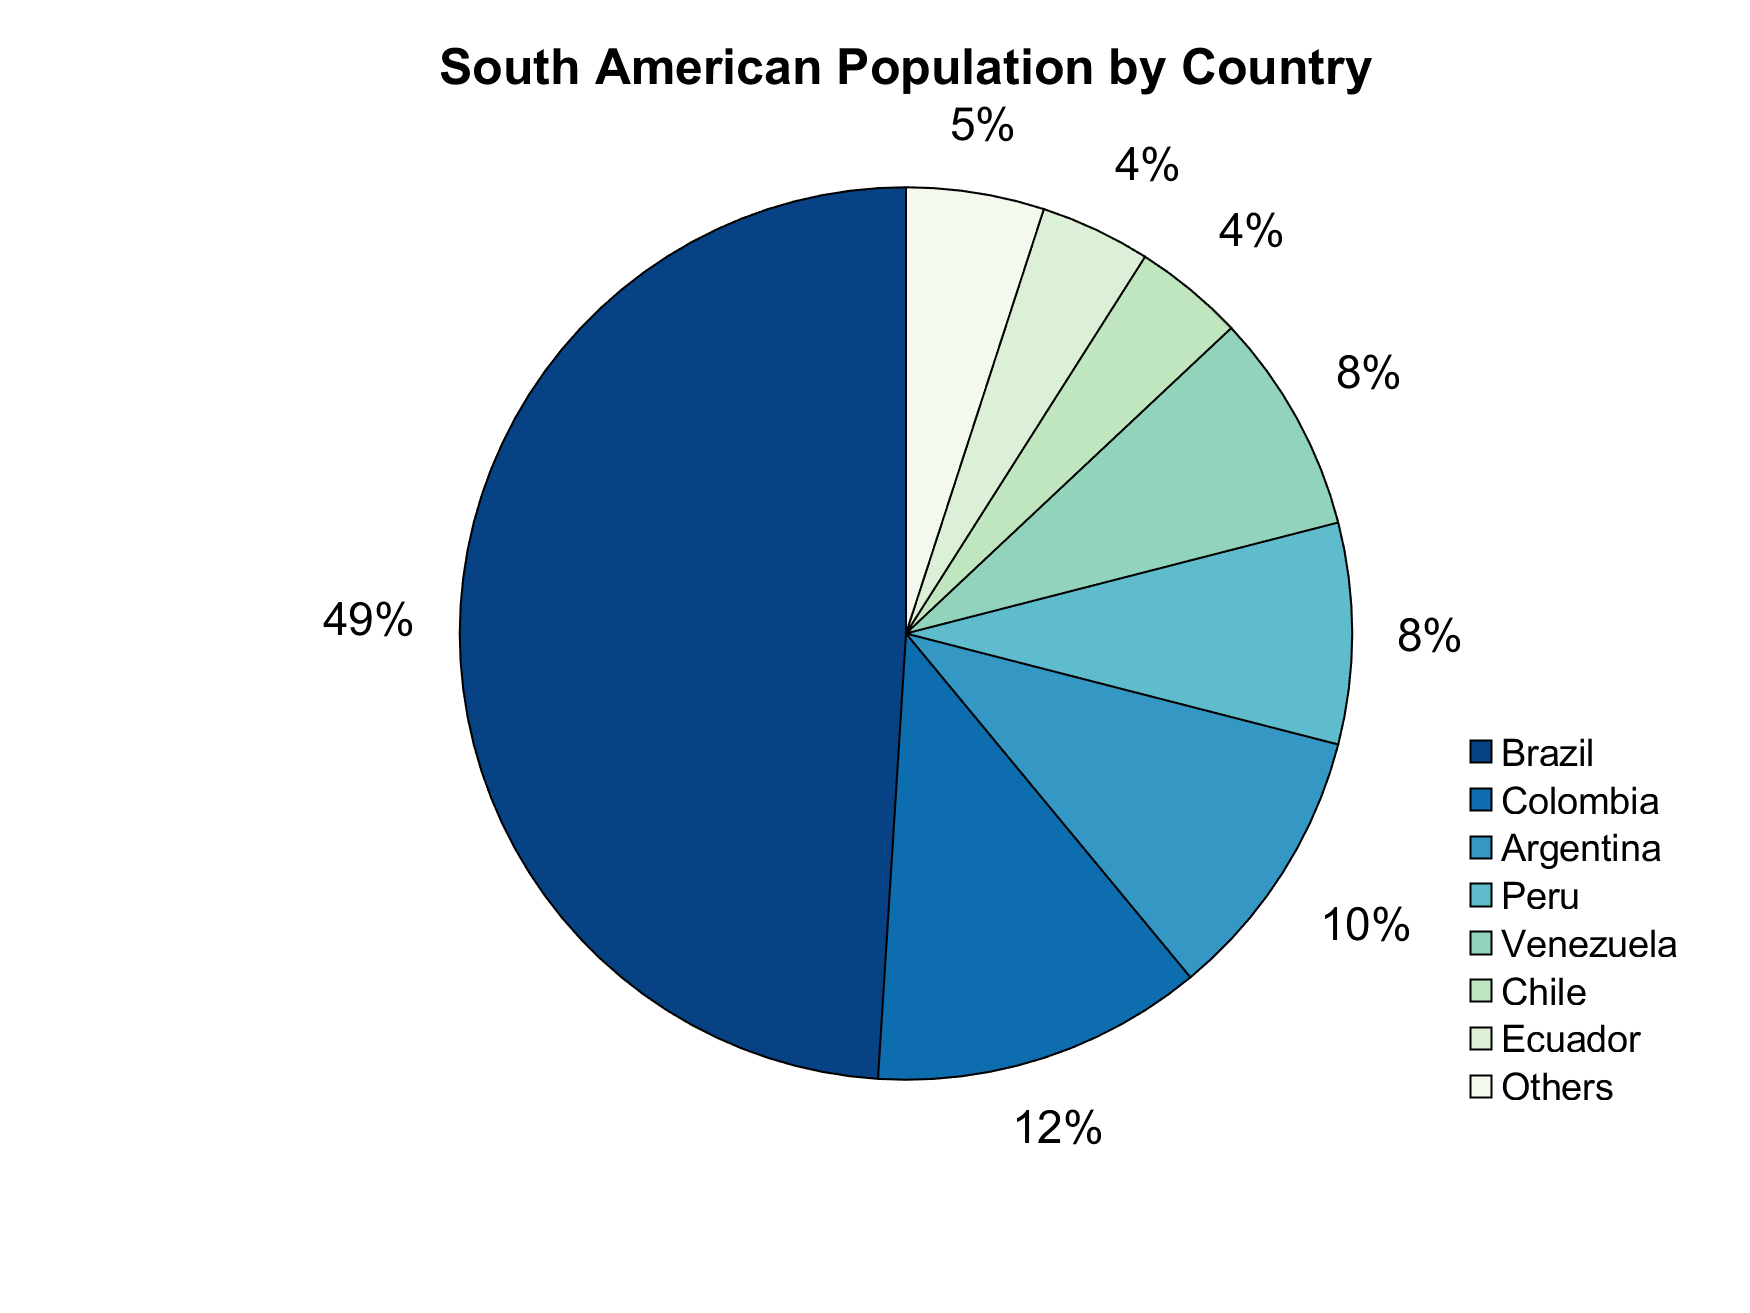 South American Population by Country
5%
4%
4%
8%
49%
8%
10%
12%
Brazil
Colombia
Argentina
Peru
Venezuela
Chile
Ecuador
Others